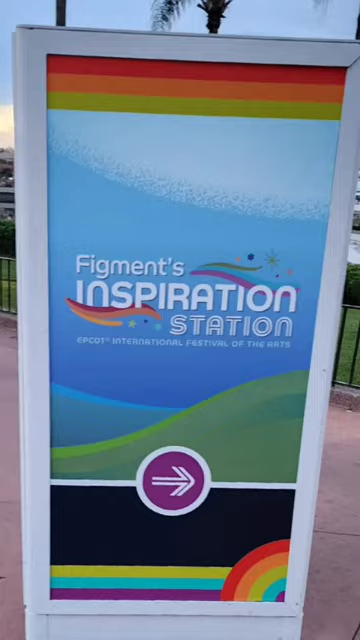 Figment's
INSPIRATION
STATION
EPCOT® INTERNATIONAL FESTIVAL OF THE ARTS